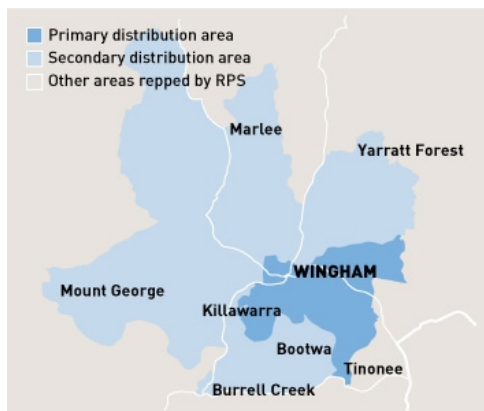 Primary distribution area
Secondary distribution area
Other areas repped by RPS
Marlee
Yarratt Forest
WINGHAM
Mount George
Killawarra
Bootwa
Tinonee
Burrell Creek